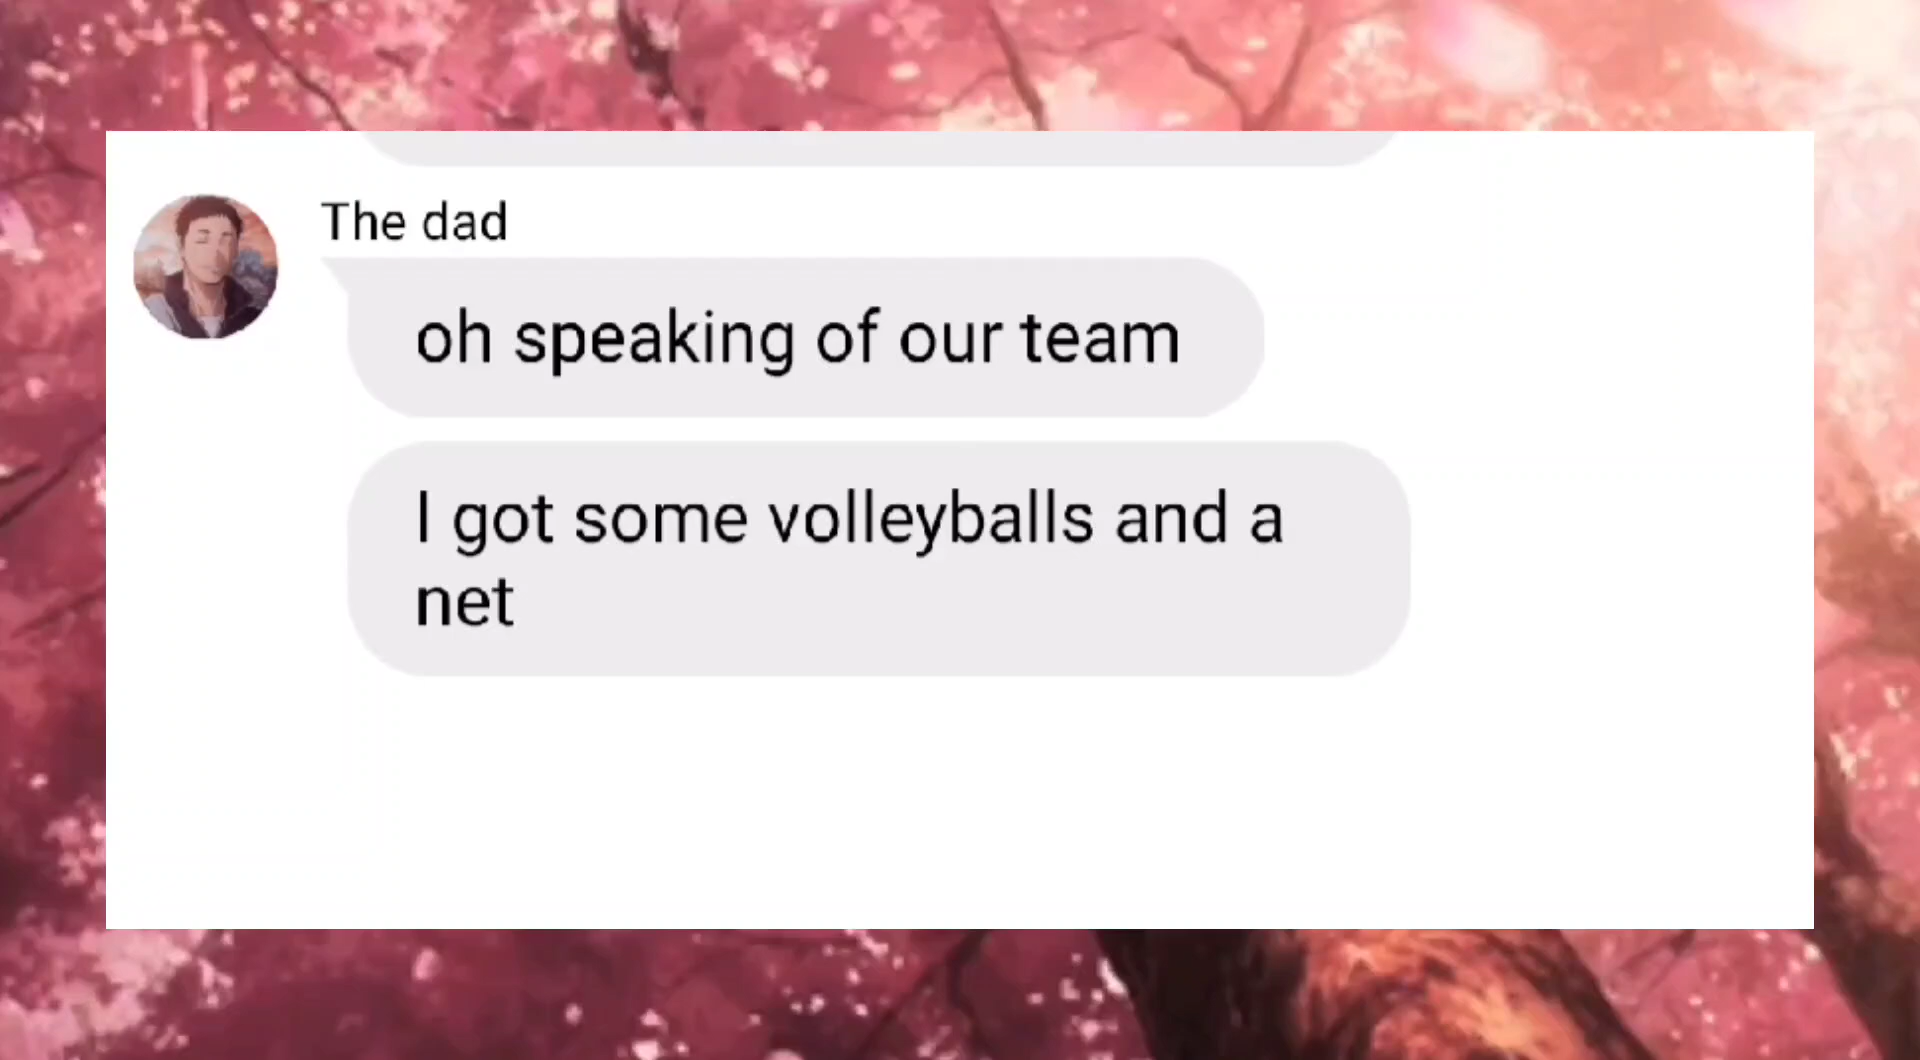 The dad
oh speaking of our team
I got some volleyballs and a
net